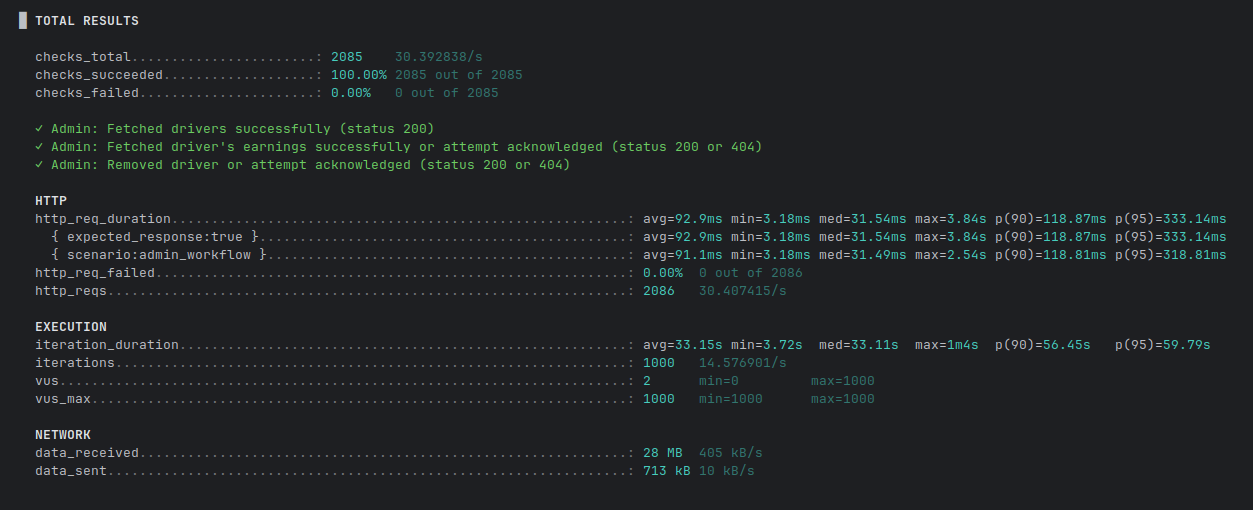 █ TOTAL RESULTS
checks_total.......................: 2085    30.392838/s
checks_succeeded...................: 100.00% 2085 out of 2085
checks_failed......................: 0.00%   0 out of 2085
✓ Admin: Fetched drivers successfully (status 200)
✓ Admin: Fetched driver's earnings successfully or attempt acknowledged (status 200 or 404)
✓ Admin: Removed driver or attempt acknowledged (status 200 or 404)
HTTP
http_req_duration.........................................................: avg=92.9ms min=3.18ms med=31.54ms max=3.84s p(90)=118.87ms p(95)=333.14ms
{ expected_response:true }..............................................: avg=92.9ms min=3.18ms med=31.54ms max=3.84s p(90)=118.87ms p(95)=333.14ms
{ scenario:admin_workflow }.............................................: avg=91.1ms min=3.18ms med=31.49ms max=2.54s p(90)=118.81ms p(95)=318.81ms
http_req_failed...........................................................: 0.00%  0 out of 2086
http_reqs.................................................................: 2086   30.407415/s
EXECUTION
iteration_duration........................................................: avg=33.15s min=3.72s  med=33.11s  max=1m4s  p(90)=56.45s   p(95)=59.79s
iterations................................................................: 1000   14.576901/s
vus.......................................................................: 2      min=0         max=1000
vus_max...................................................................: 1000   min=1000      max=1000
NETWORK
data_received.............................................................: 28 MB  405 kB/s
data_sent.................................................................: 713 kB 10 kB/s